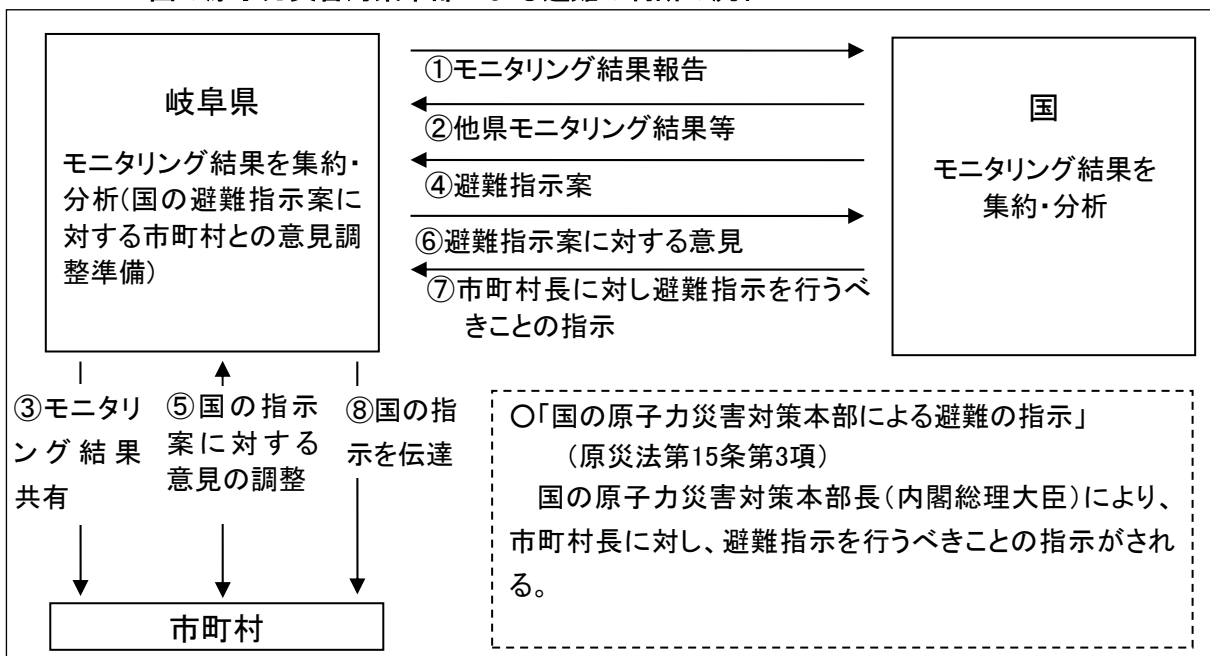 岐阜県
モニタリング結果を集約・
分析(国の避難指示案に
対する市町村との意見調
整準備)
①モニタリング結果報告
②他県モニタリング結果等
④避難指示案
⑥避難指示案に対する意見
⑦市町村長に対し避難指示を行うべ
きことの指示
国
モニタリング結果を
集約・分析
③モニタリ
ング結果
共有
⑤国の指示
案に対する
意見の調整
⑧国の指
示を伝達
市町村
○「国の原子力災害対策本部による避難の指示」
(原災法第15条第3項)
国の原子力災害対策本部長(内閣総理大臣)により、
市町村長に対し、避難指示を行うべきことの指示がされ
る。